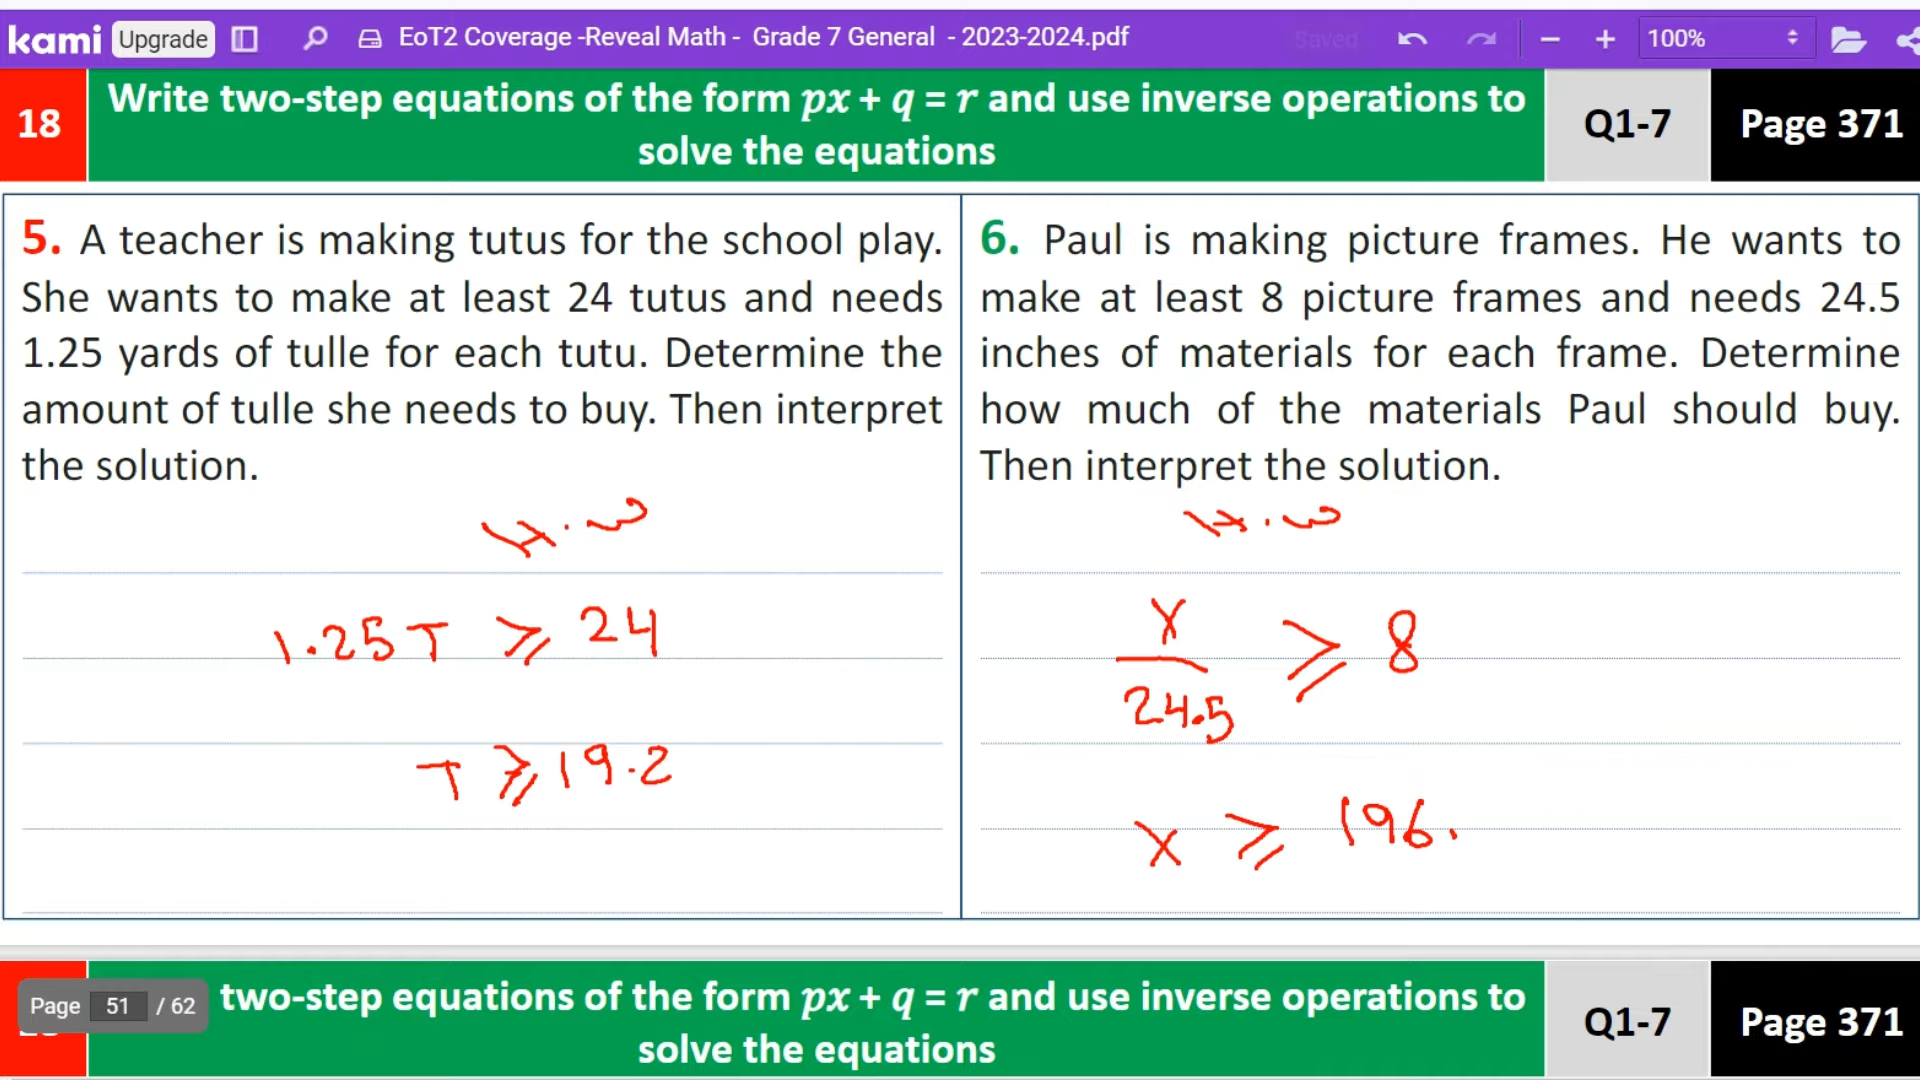 kami Upgrade EoT2 Coverage -Reveal Math - Grade 7 General - 2023-2024.pdf Saved 100%
18 Write two-step equations of the form px + q = r and use inverse operations to solve the equations Q1-7 Page 371
5. A teacher is making tutus for the school play.
She wants to make at least 24 tutus and needs
1.25 yards of tulle for each tutu. Determine the
amount of tulle she needs to buy. Then interpret
the solution.
H.W
1.25 T ≥ 24
T ≥ 19.2
6. Paul is making picture frames. He wants to
make at least 8 picture frames and needs 24.5
inches of materials for each frame. Determine
how much of the materials Paul should buy.
Then interpret the solution.
H.W
x/24.5 ≥ 8
x ≥ 196.
Page 51 / 62
two-step equations of the form px + q = r and use inverse operations to solve the equations Q1-7 Page 371